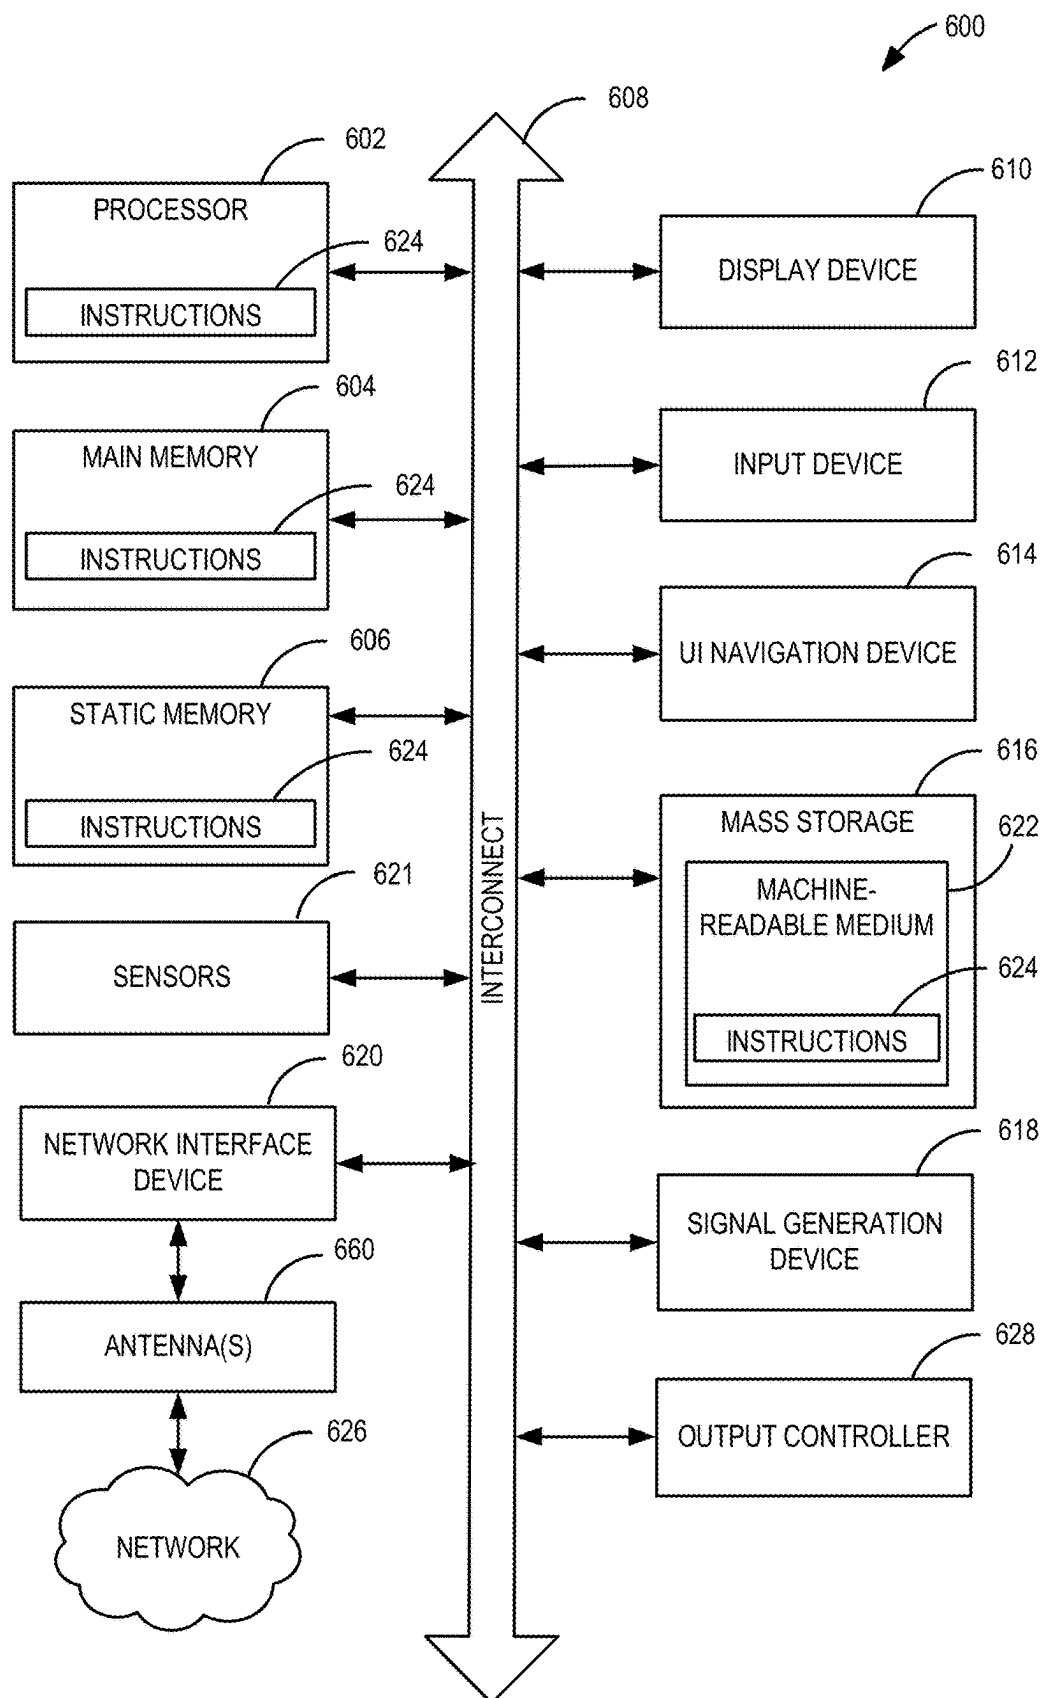 600
608
602
PROCESSOR
624
INSTRUCTIONS
604
MAIN MEMORY
624
INSTRUCTIONS
606
STATIC MEMORY
624
INSTRUCTIONS
621
SENSORS
620
NETWORK INTERFACE
DEVICE
660
ANTENNA(S)
626
NETWORK
INTERCONNECT
610
DISPLAY DEVICE
612
INPUT DEVICE
614
UI NAVIGATION DEVICE
616
MASS STORAGE
622
MACHINE-
READABLE MEDIUM
624
INSTRUCTIONS
618
SIGNAL GENERATION
DEVICE
628
OUTPUT CONTROLLER